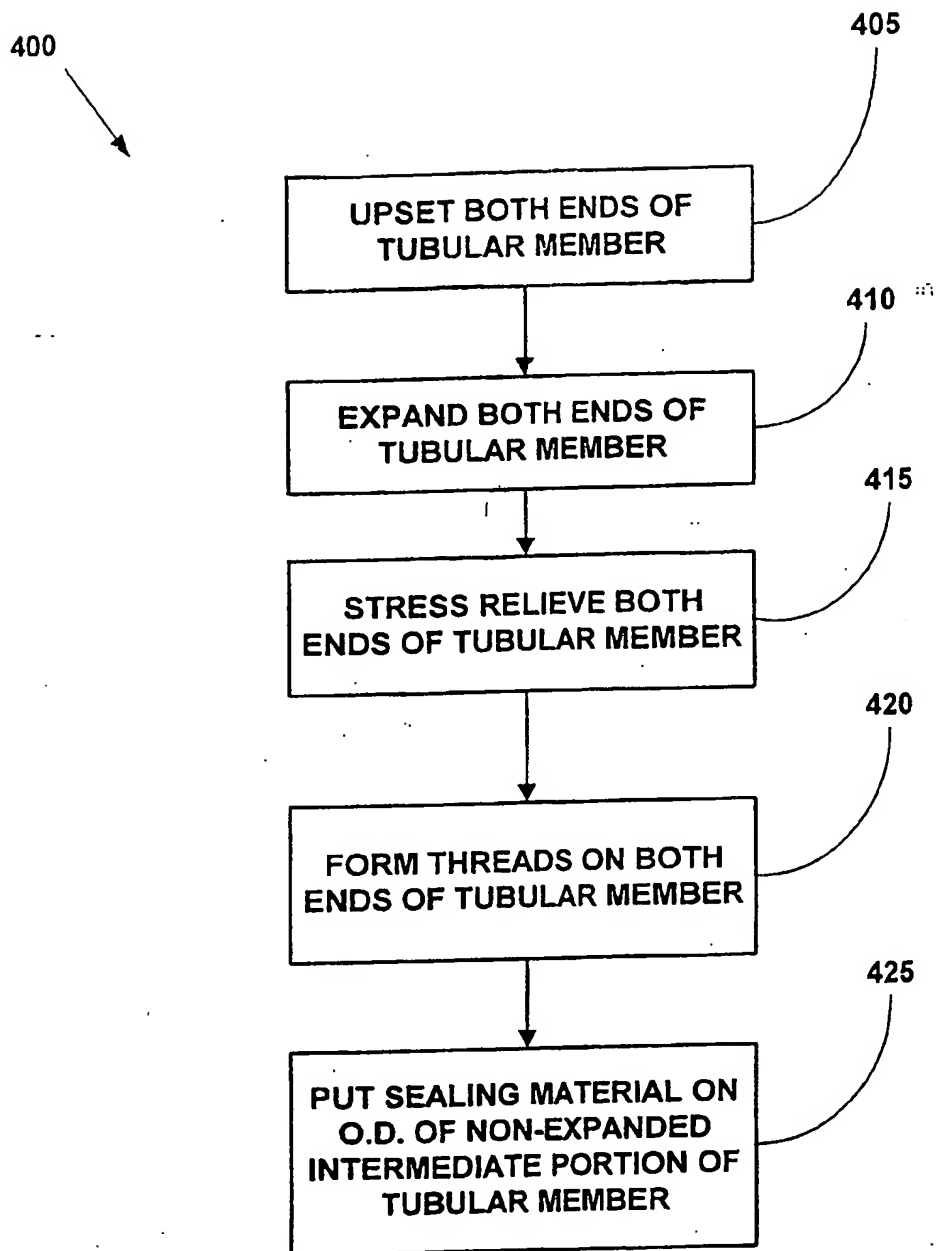 400
405
UPSET BOTH ENDS OF
TUBULAR MEMBER
410
EXPAND BOTH ENDS OF
TUBULAR MEMBER
415
STRESS RELIEVE BOTH
ENDS OF TUBULAR MEMBER
420
FORM THREADS ON BOTH
ENDS OF TUBULAR MEMBER
425
PUT SEALING MATERIAL ON
O.D. OF NON-EXPANDED
INTERMEDIATE PORTION OF
TUBULAR MEMBER